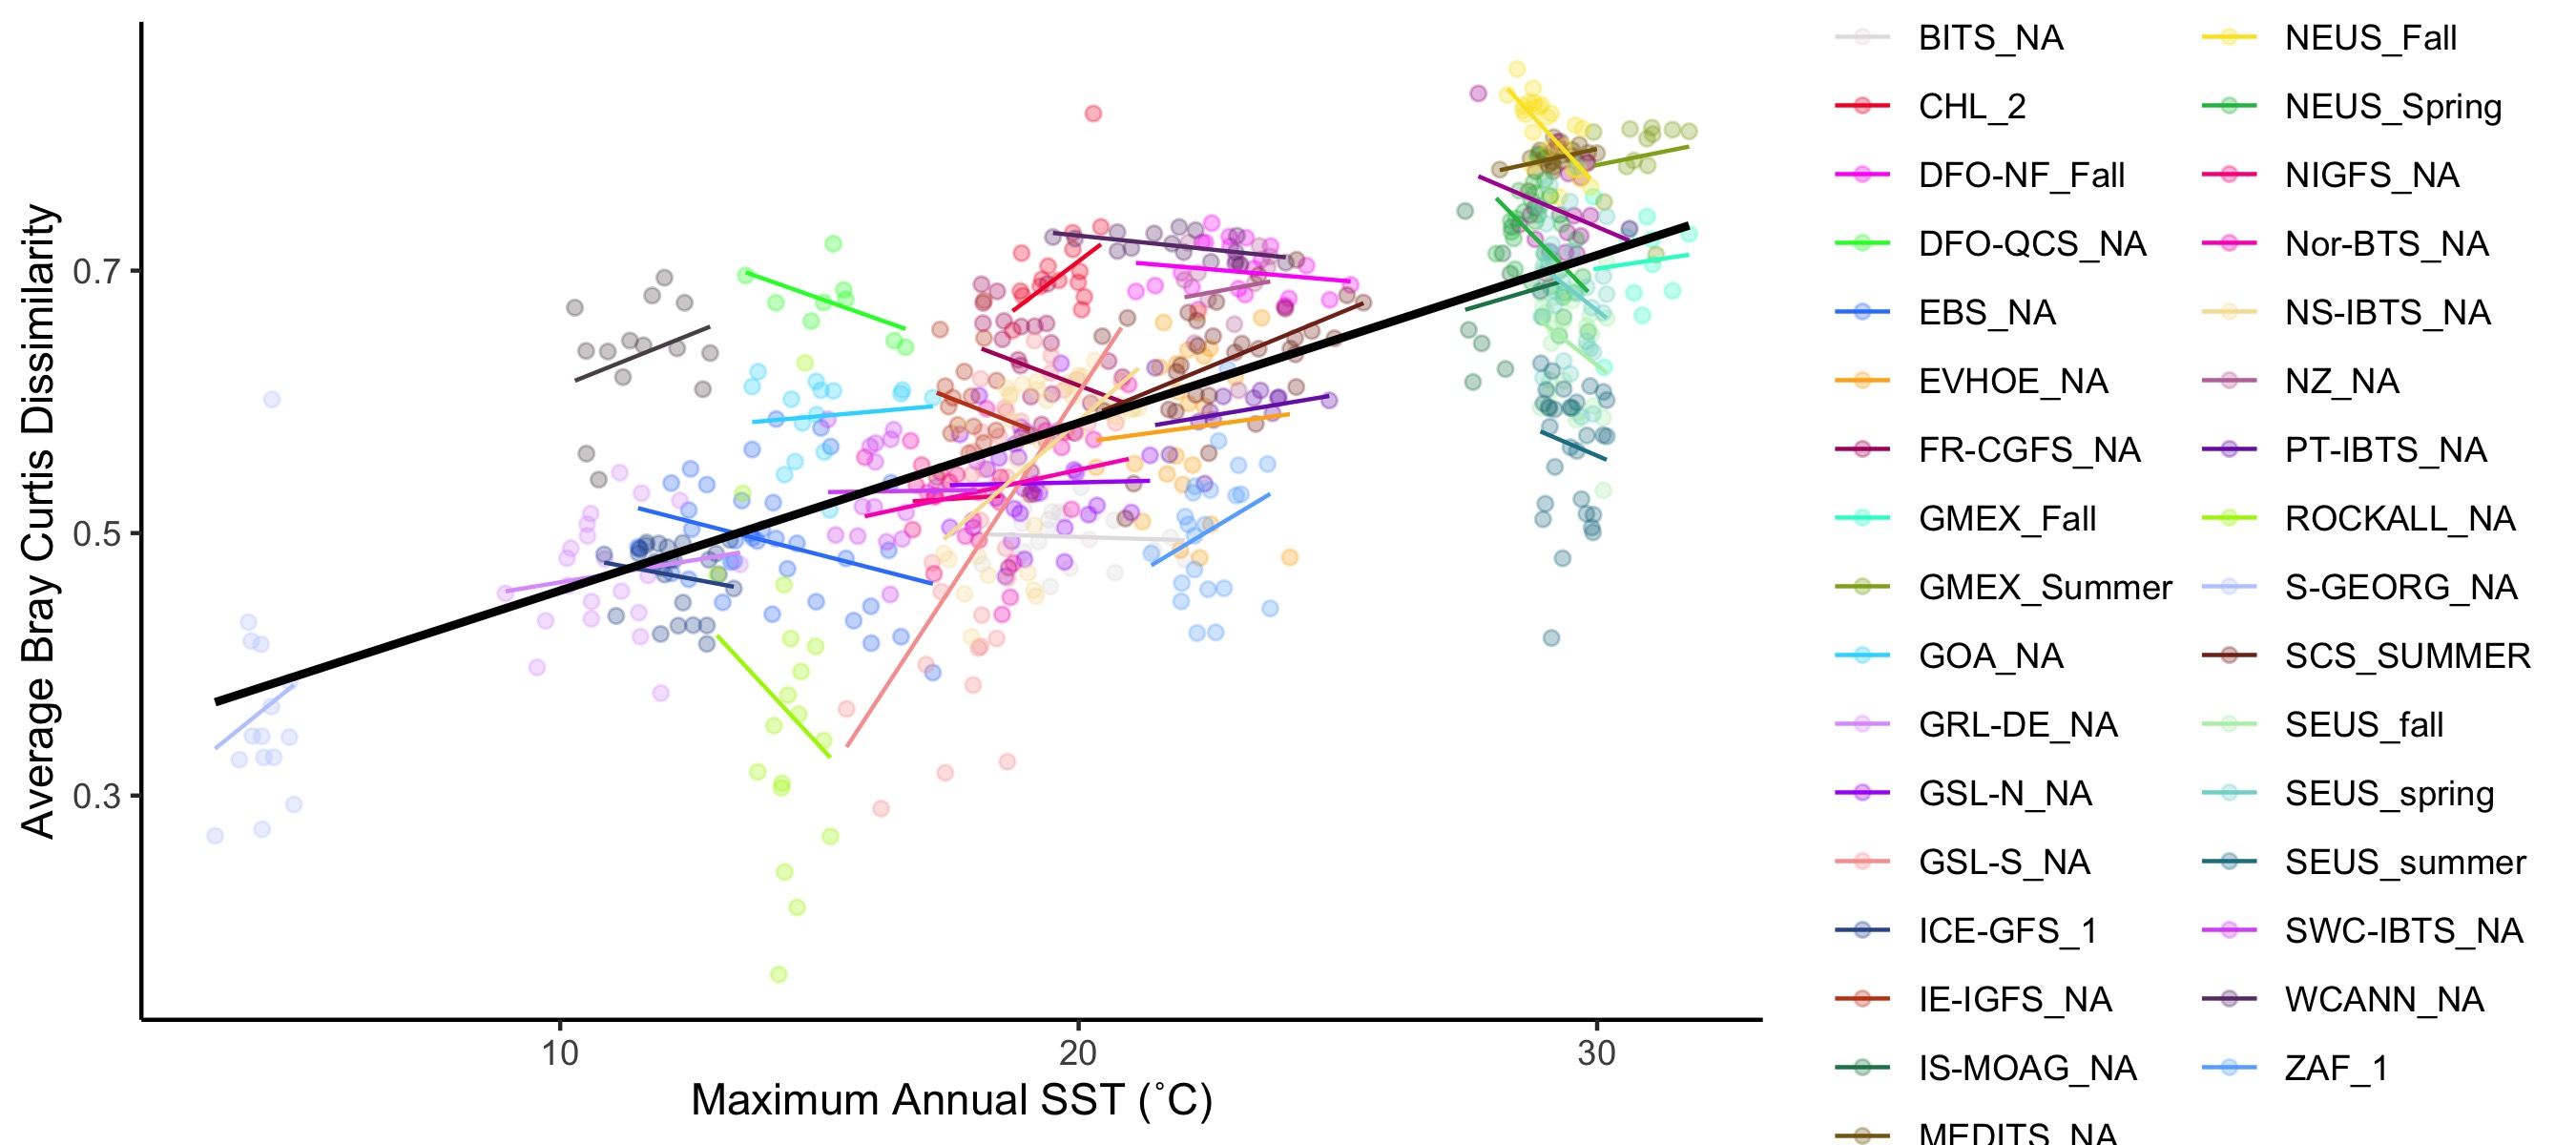 Average Bray Curtis Dissimilarity
0.7
0.5
0.3
10
20
30
Maximum Annual SST (˚C)
BITS_NA
CHL_2
DFO-NF_Fall
DFO-QCS_NA
EBS_NA
EVHOE_NA
FR-CGFS_NA
GMEX_Fall
GMEX_Summer
GOA_NA
GRL-DE_NA
GSL-N_NA
GSL-S_NA
ICE-GFS_1
IE-IGFS_NA
IS-MOAG_NA
MEDITS_NA
NEUS_Fall
NEUS_Spring
NIGFS_NA
Nor-BTS_NA
NS-IBTS_NA
NZ_NA
PT-IBTS_NA
ROCKALL_NA
S-GEORG_NA
SCS_SUMMER
SEUS_fall
SEUS_spring
SEUS_summer
SWC-IBTS_NA
WCANN_NA
ZAF_1